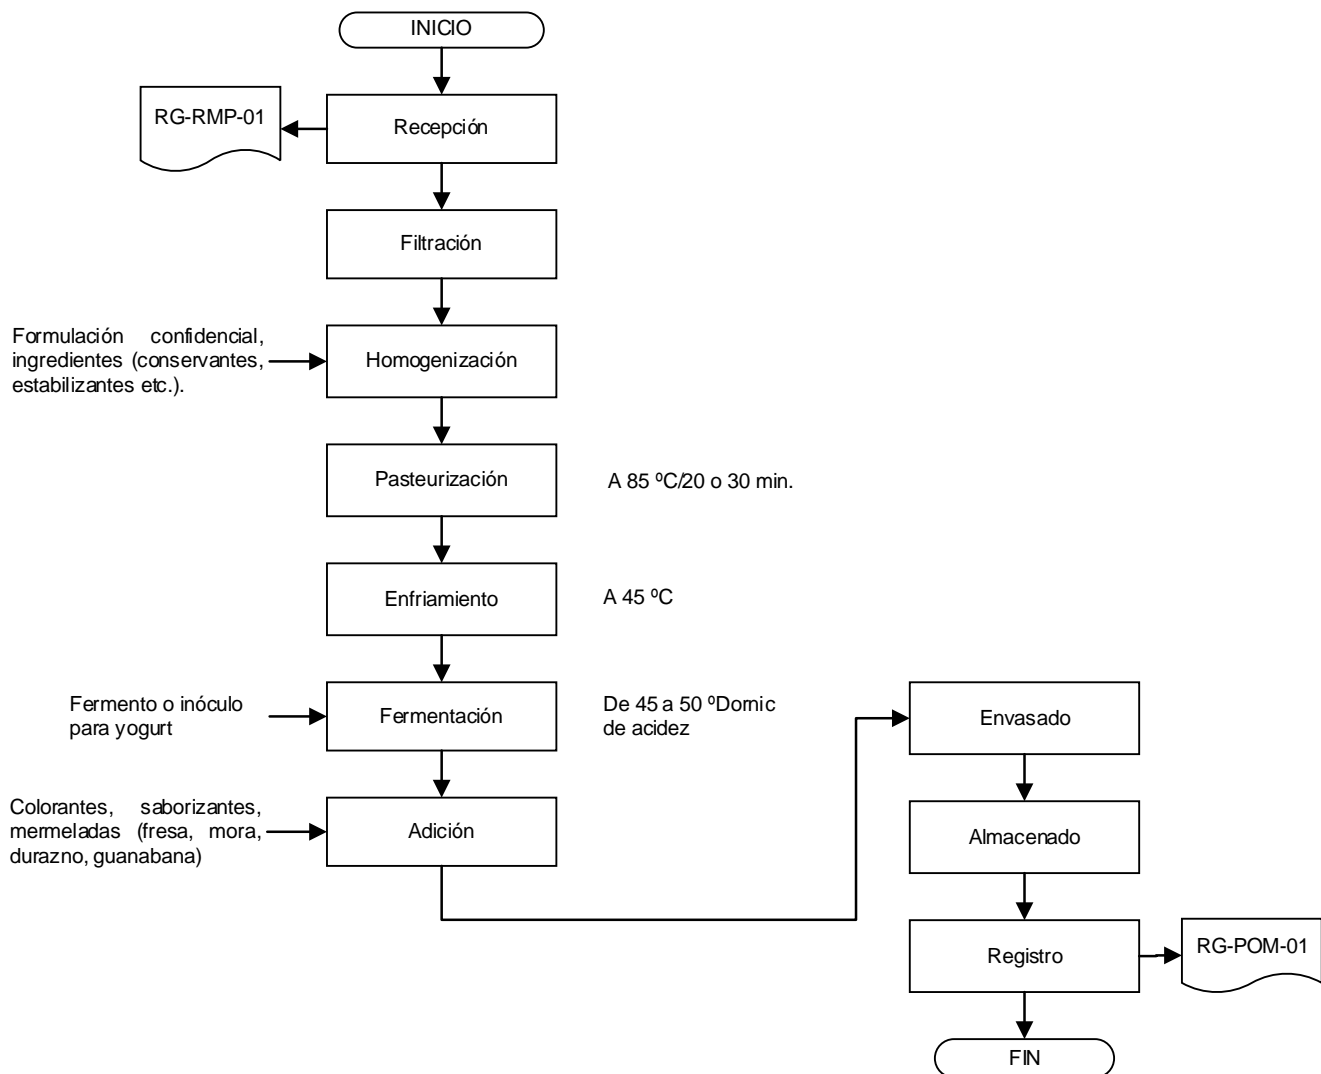 INICIO
RG-RMP-01
Recepción
Filtración
Formulación confidencial,
ingredientes (conservantes,
estabilizantes etc.).
Homogenización
Pasteurización
A 85 ºC/20 o 30 min.
Enfriamiento
A 45 ºC
Fermento o inóculo
para yogurt
Fermentación
De 45 a 50 ºDornic
de acidez
Colorantes, saborizantes,
mermeladas (fresa, mora,
durazno, guanabana)
Adición
Envasado
Almacenado
Registro
RG-POM-01
FIN